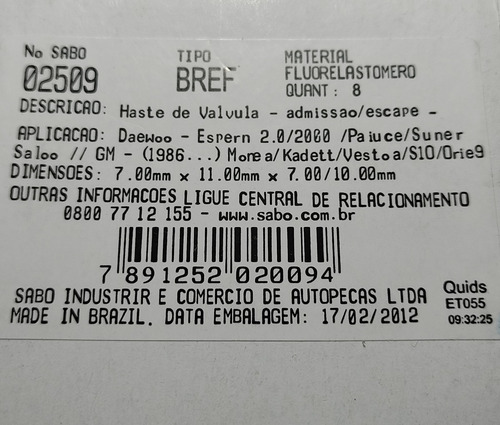 No SABO TIPO MATERIAL
02509 BREF FLUORELASTOMERO
QUANT : 8
DESCRICAO: Haste de Valvula - admissao/escape -
APLICACAO: Daewoo - Espern 2.0/2000 /Paiuce/Suner
Saloo // GM - (1986...) Monea/Kadett/Vestoa/S10/Orie9
DIMENSOES: 7.00mm x 11.00mm x 7.00/10.00mm
OUTRAS INFORMACOES LIGUE CENTRAL DE RELACIONAMENTO
0800 77 12 155 - www.sabo.com.br
7 891252 020094
SABO INDUSTRIR E COMERCIO DE AUTOPECAS LTDA
MADE IN BRAZIL. DATA EMBALAGEM: 17/02/2012
Quids
ET055
09:32:25